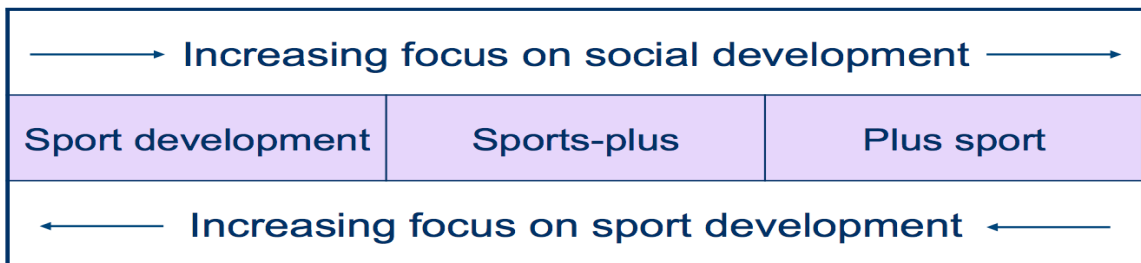 Increasing focus on social development
Sport development Sports-plus Plus sport
Increasing focus on sport development